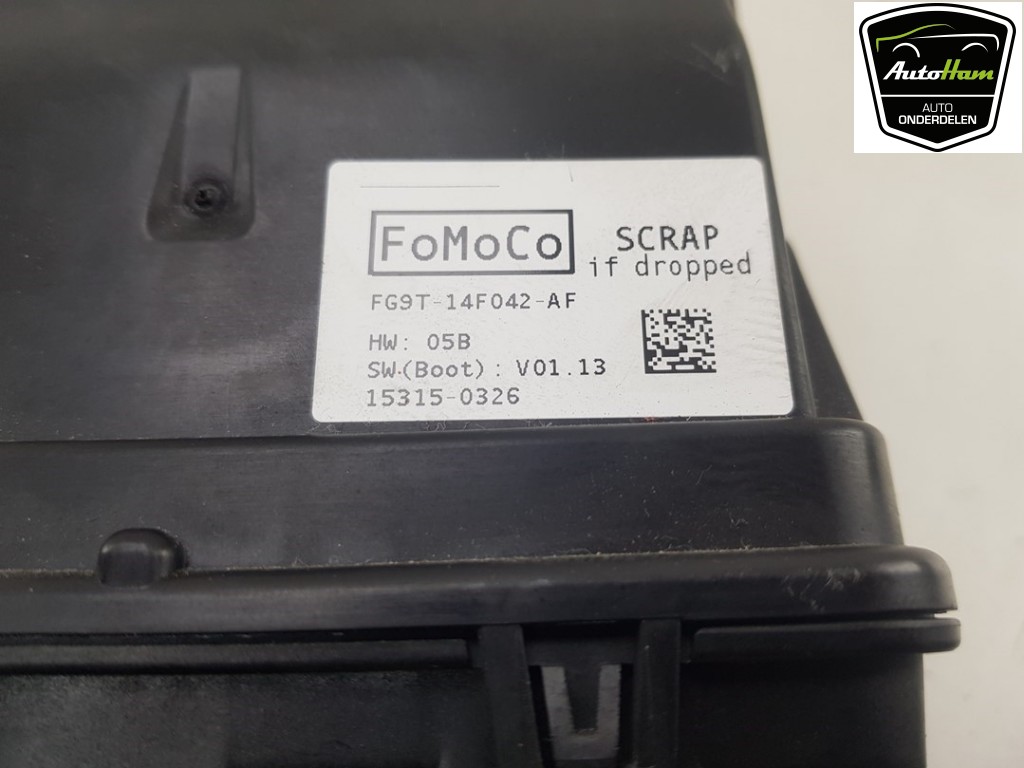 AutoHam
AUTO
ONDERDELEN
FoMoCo
SCRAP
if dropped
FG9T-14F042-AF
HW: 05B
SW.(Boot): V01.13
15315-0326